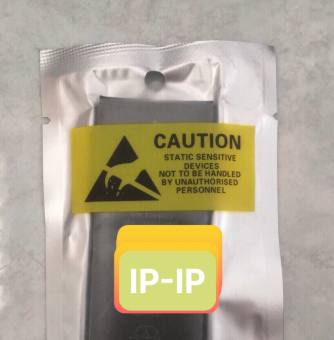 CAUTION
STATIC SENSITIVE
DEVICES
NOT TO BE HANDLED
BY UNAUTHORISED
PERSONNEL
IP-IP